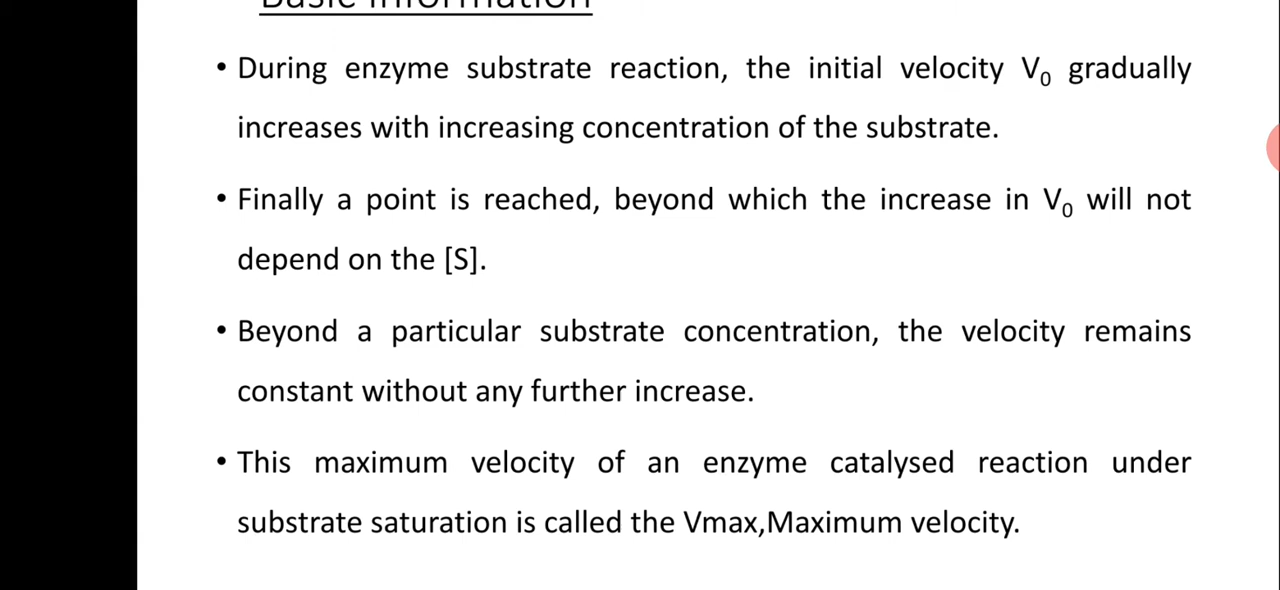 Basic Information
• During enzyme substrate reaction, the initial velocity V₀ gradually
increases with increasing concentration of the substrate.
• Finally a point is reached, beyond which the increase in V₀ will not
depend on the [S].
• Beyond a particular substrate concentration, the velocity remains
constant without any further increase.
• This maximum velocity of an enzyme catalysed reaction under
substrate saturation is called the Vmax,Maximum velocity.